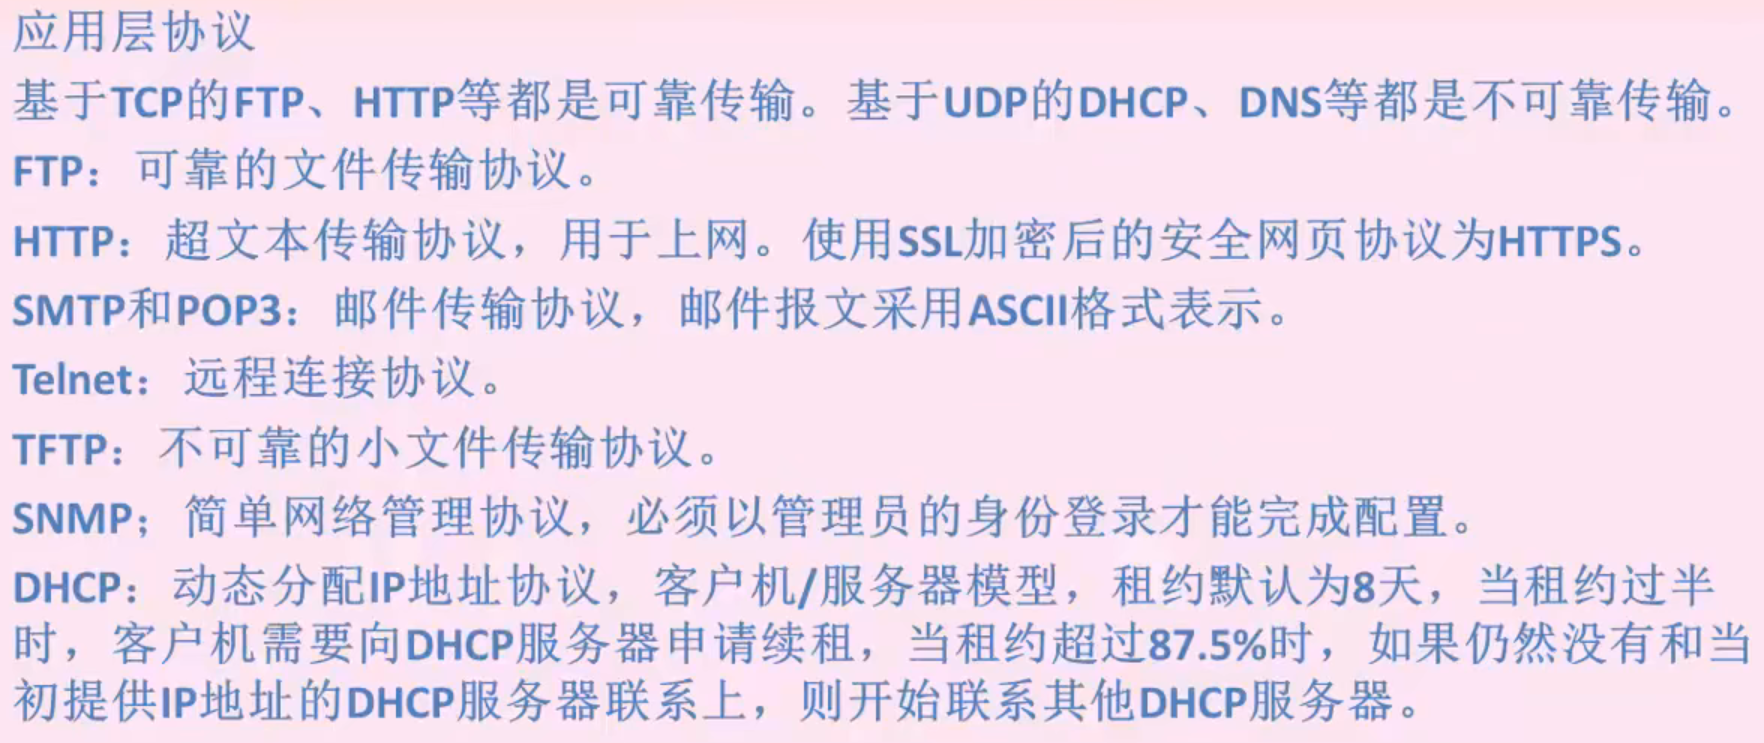 应用层协议
基于TCP的FTP、HTTP等都是可靠传输。基于UDP的DHCP、DNS等都是不可靠传输。
FTP：可靠的文件传输协议。
HTTP：超文本传输协议，用于上网。使用SSL加密后的安全网页协议为HTTPS。
SMTP和POP3：邮件传输协议，邮件报文采用ASCII格式表示。
Telnet：远程连接协议。
TFTP：不可靠的小文件传输协议。
SNMP；简单网络管理协议，必须以管理员的身份登录才能完成配置。
DHCP：动态分配IP地址协议，客户机/服务器模型，租约默认为8天，当租约过半
时，客户机需要向DHCP服务器申请续租，当租约超过87.5%时，如果仍然没有和当
初提供IP地址的DHCP服务器联系上，则开始联系其他DHCP服务器。